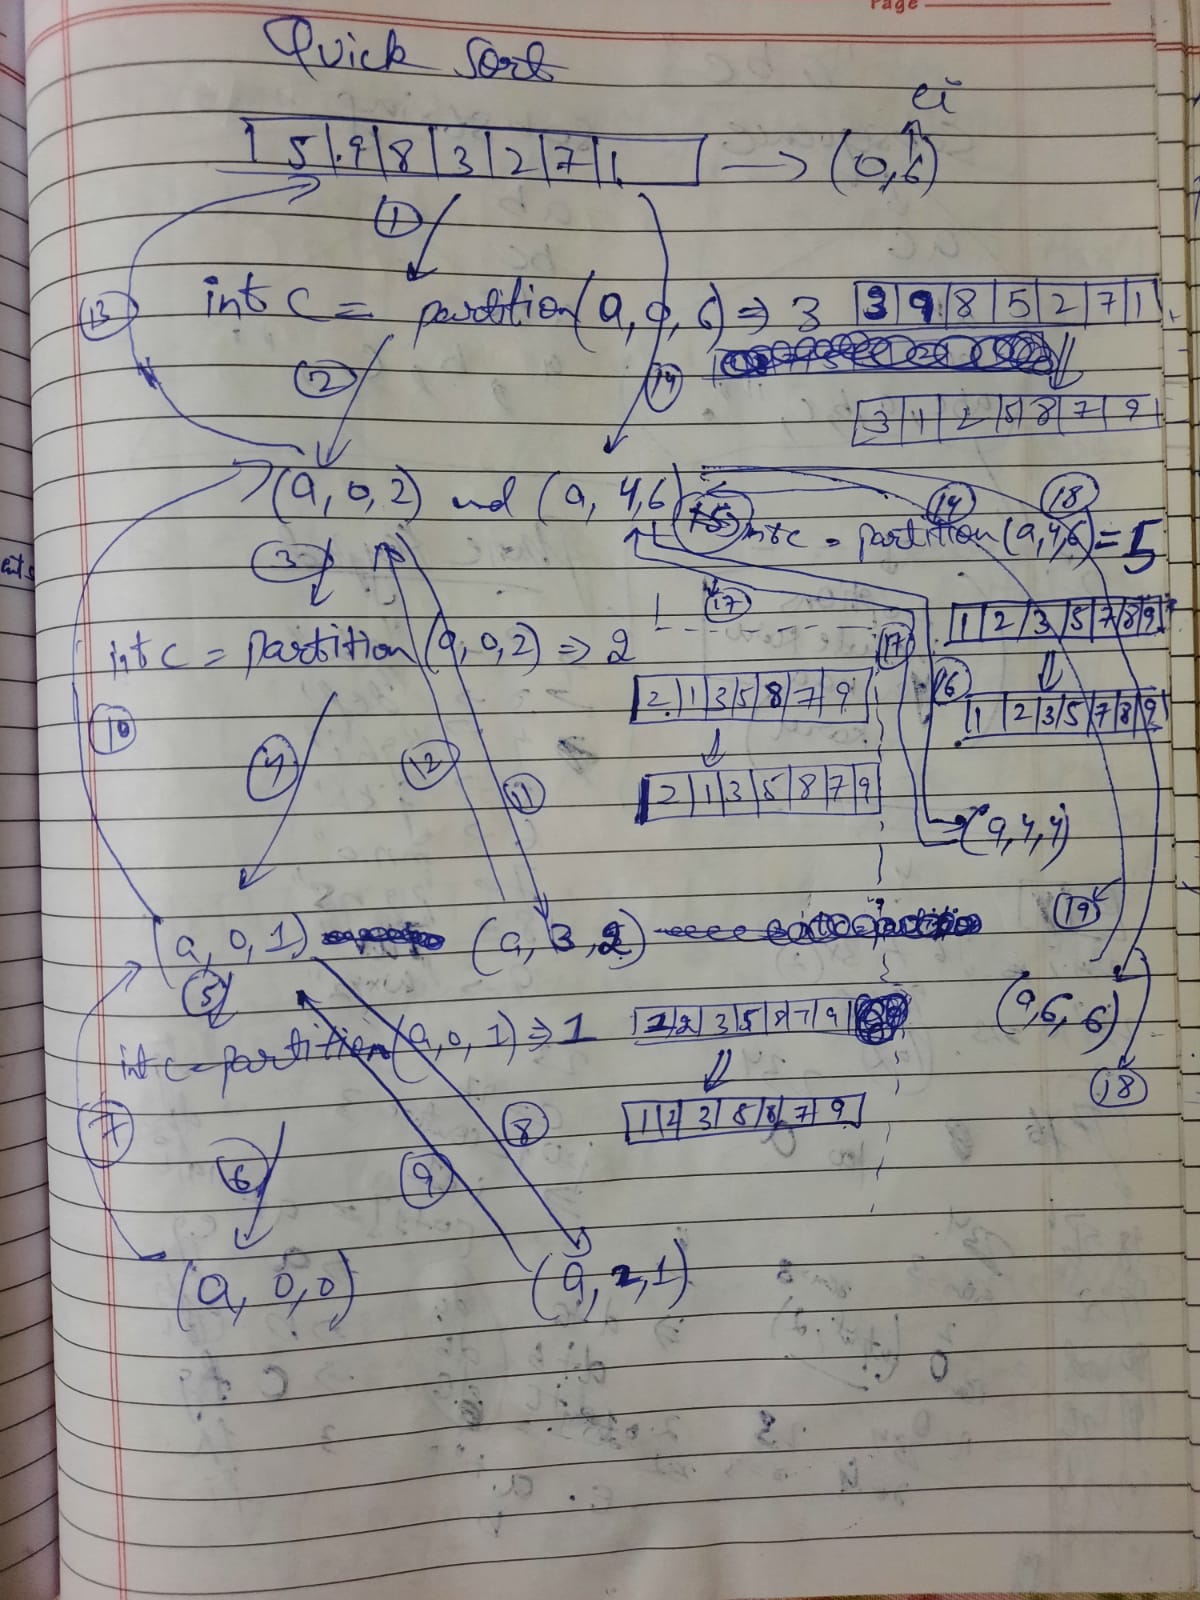 Page
Quick Sort
ei
5 9 8 3 2 7 1 → (0,6)
①
int c = partition(a, 0, 6) ⇒ 3 3 9 8 5 2 7 1
⑬ ② ⑭
3 1 2 5 8 7 9
(a, 0, 2) and (a, 4, 6) ⑭ ⑱
③ int c = partition(a,4,6) = 5
⑰ 1 2 3 5 7 8 9
int c = partition(a, 0, 2) ⇒ 2 ⑰
2 1 3 5 8 7 9 ⑯ 1 2 3 5 7 8 9
⑩ ④ ⑫ ⑪
2 1 3 5 8 7 9
(a,4,4)
(a, 0, 1) (a, 3, 2) ⑲
⑤ (a,6,6)
int c = partition(a, 0, 1) ⇒ 1 1 2 3 5 8 7 9
⑱
⑦ ⑧ 1 2 3 5 8 7 9
⑥ ⑨
(a, 0, 0) (a, 2, 1)